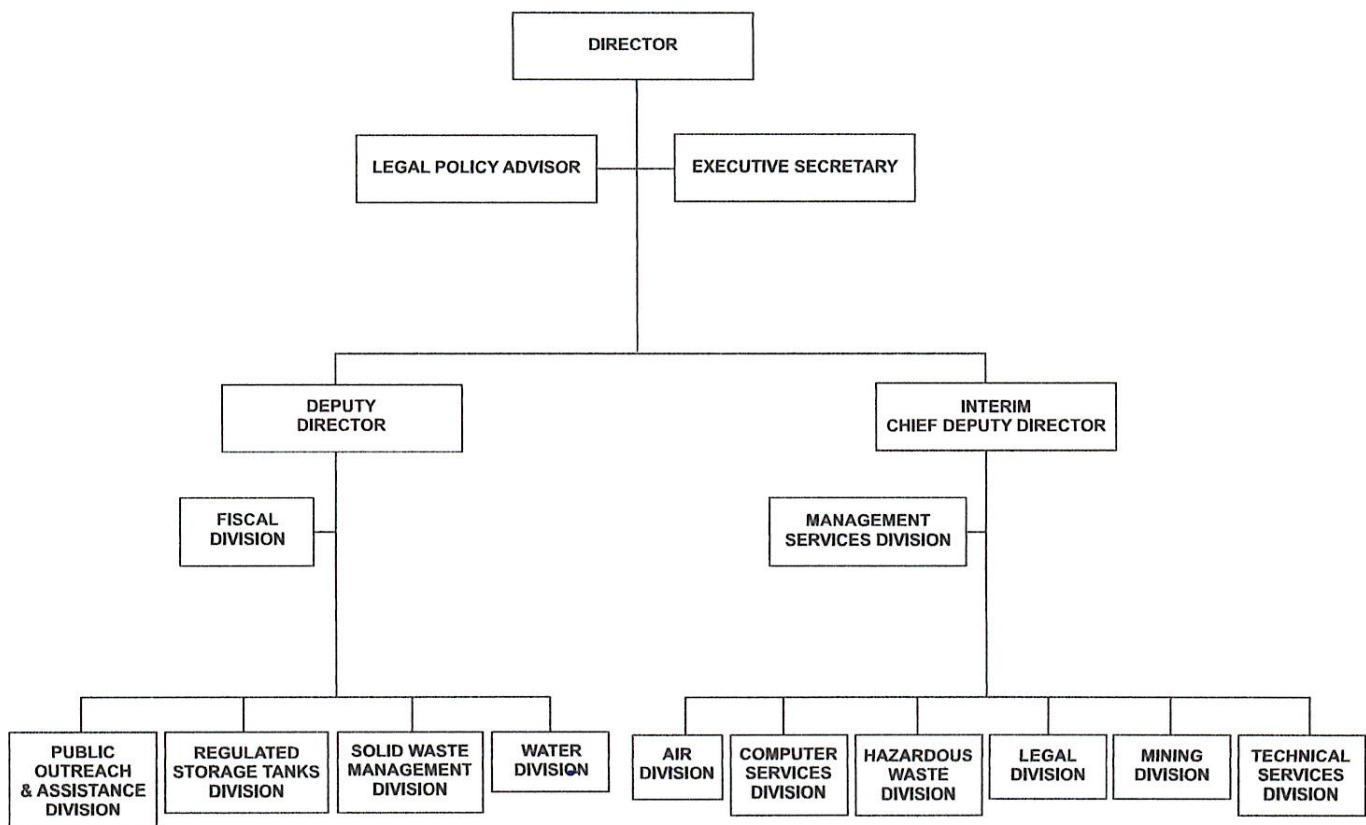 DIRECTOR
LEGAL POLICY ADVISOR
EXECUTIVE SECRETARY
DEPUTY
DIRECTOR
INTERIM
CHIEF DEPUTY DIRECTOR
FISCAL
DIVISION
MANAGEMENT
SERVICES DIVISION
PUBLIC
OUTREACH
& ASSISTANCE
DIVISION
REGULATED
STORAGE TANKS
DIVISION
SOLID WASTE
MANAGEMENT
DIVISION
WATER
DIVISION
AIR
DIVISION
COMPUTER
SERVICES
DIVISION
HAZARDOUS
WASTE
DIVISION
LEGAL
DIVISION
MINING
DIVISION
TECHNICAL
SERVICES
DIVISION